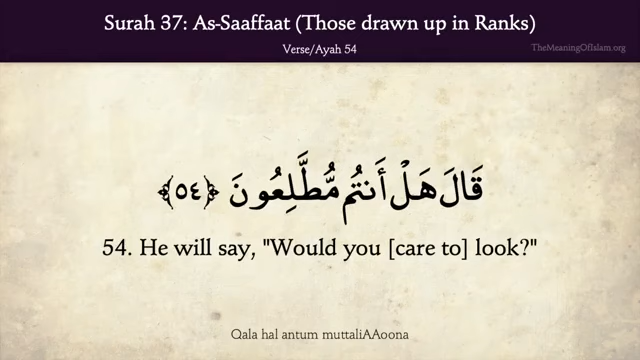 Surah 37: As-Saaffaat (Those drawn up in Ranks)
Verse/Ayah 54
TheMeaningOfIslam.org
قَالَ هَلْ أَنتُم مُّطَّلِعُونَ ﴿٥٤﴾
54. He will say, "Would you [care to] look?"
Qala hal antum muttaliAAoona